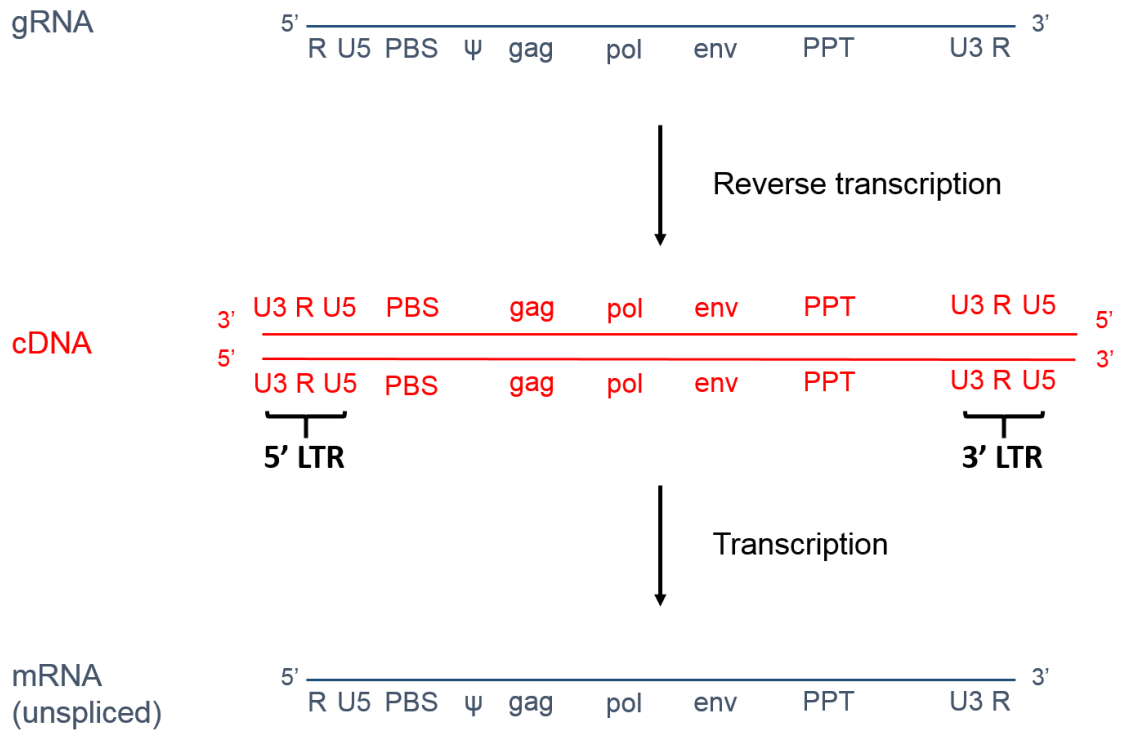 gRNA
5’ 3’
R U5 PBS ψ gag pol env PPT U3 R
Reverse transcription
U3 R U5 PBS gag pol env PPT U3 R U5
3’ 5’
cDNA
5’ 3’
U3 R U5 PBS gag pol env PPT U3 R U5
5’ LTR 3’ LTR
Transcription
mRNA
(unspliced)
5’ 3’
R U5 PBS ψ gag pol env PPT U3 R